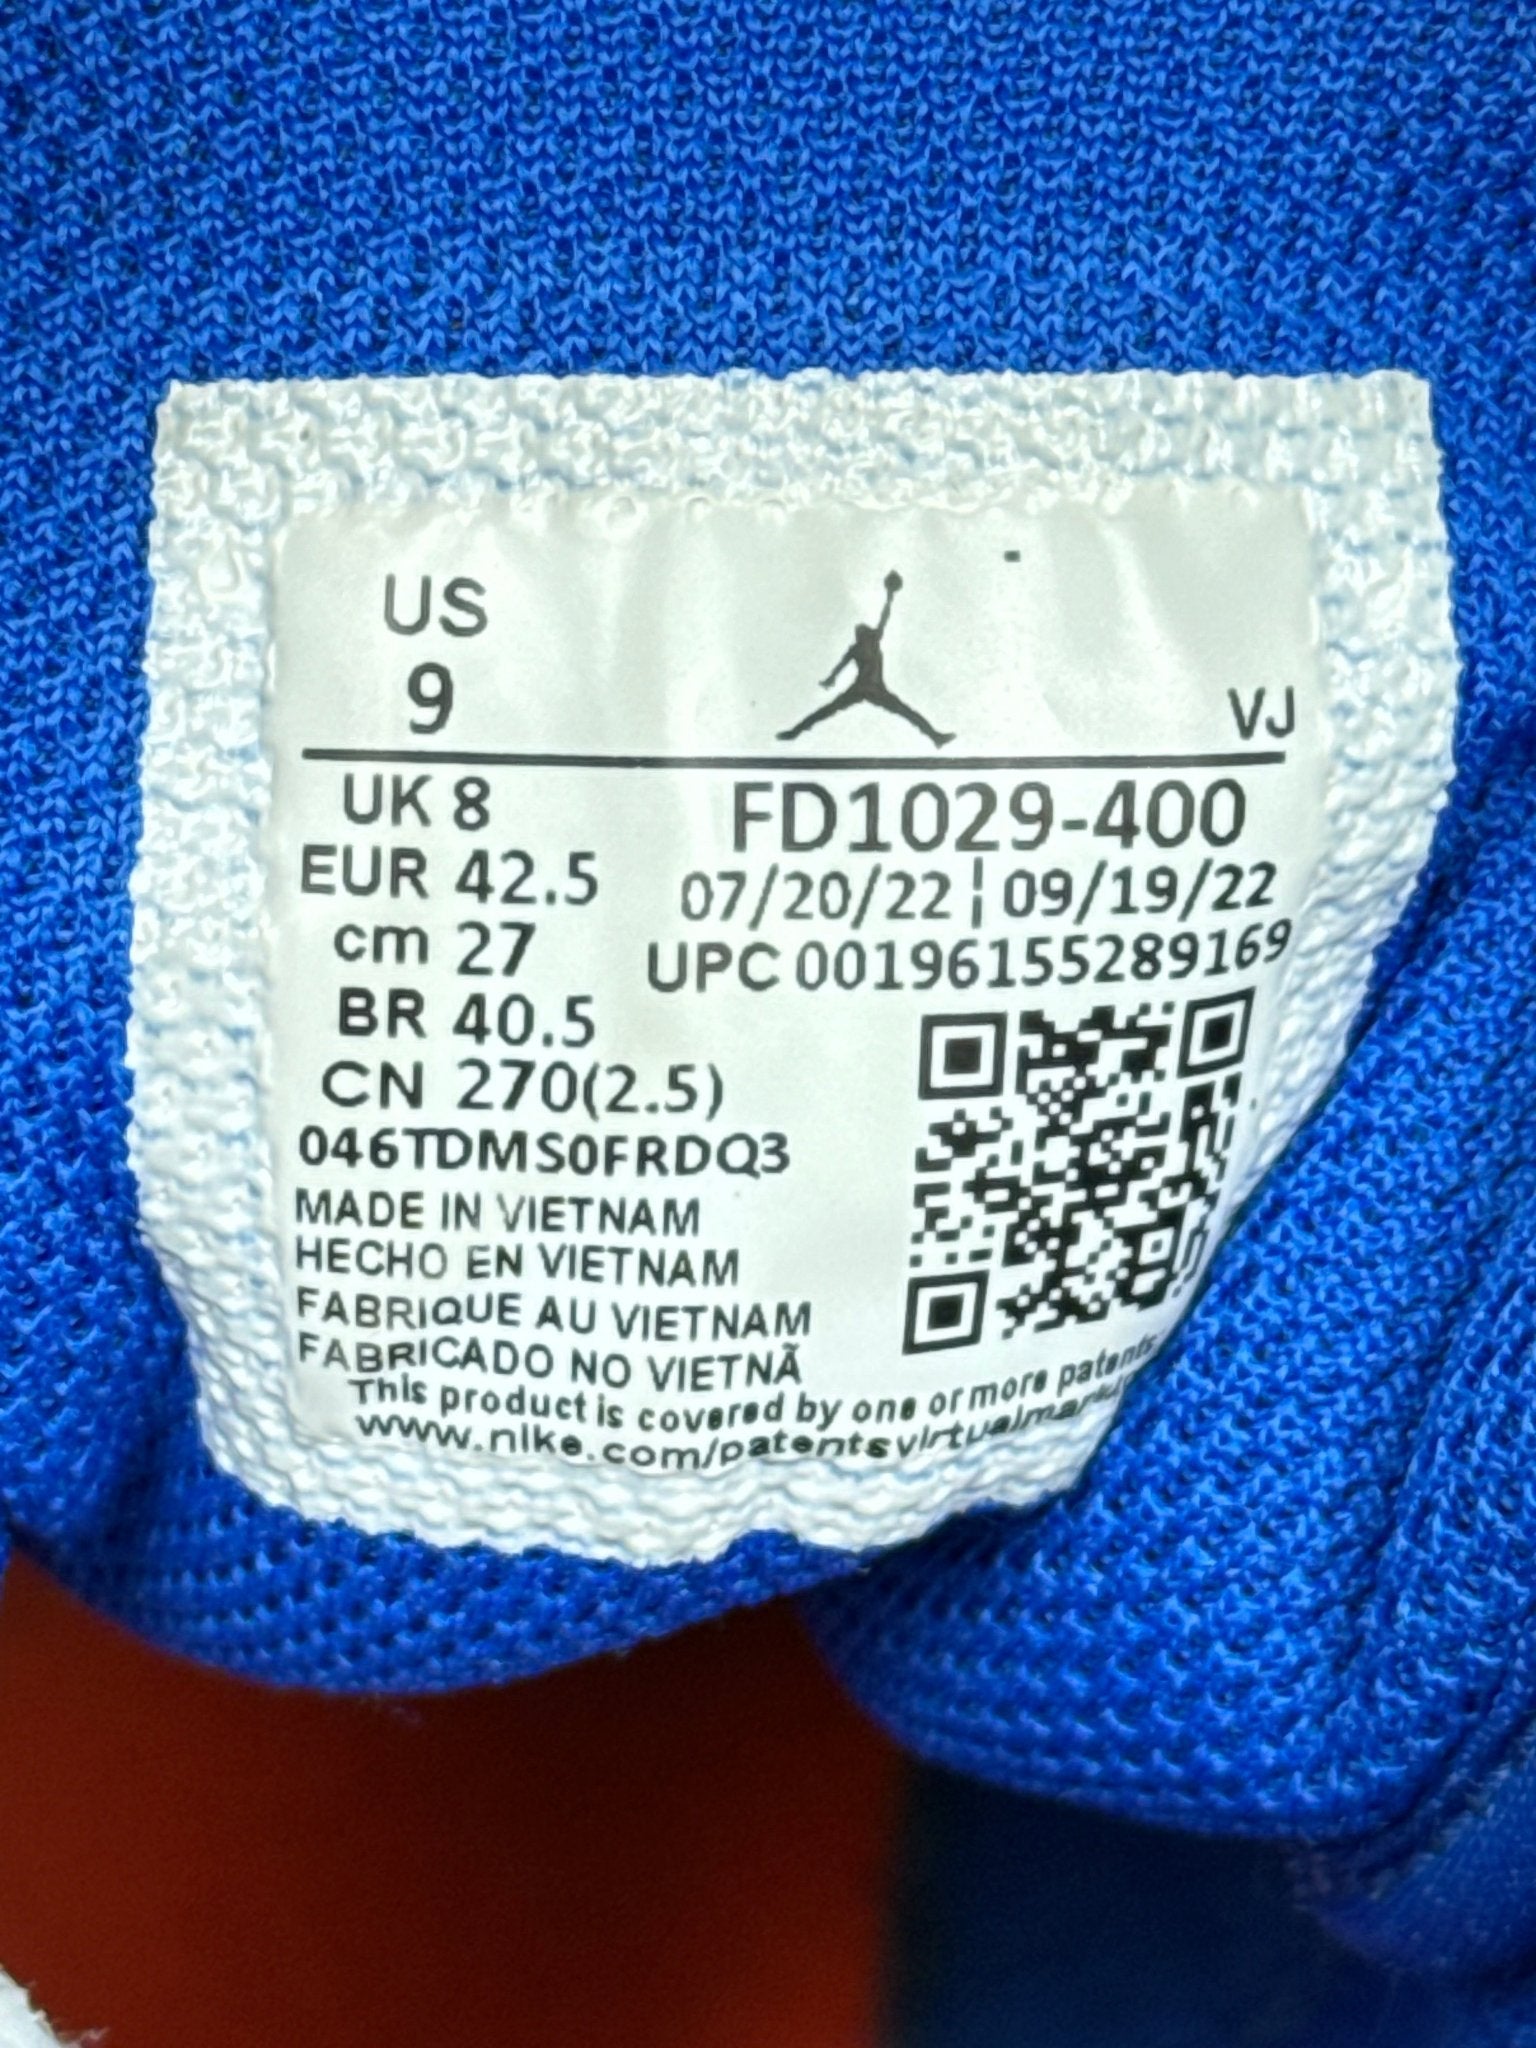 US
9
VJ
UK 8
FD1029-400
EUR 42.5
07/20/22 ¦ 09/19/22
cm 27
UPC 00196155289169
BR 40.5
CN 270(2.5)
046TDMS0FRDQ3
MADE IN VIETNAM
HECHO EN VIETNAM
FABRIQUE AU VIETNAM
FABRICADO NO VIETNÃ
This product is covered by one or more patents
www.nike.com/patentsvirtualmarki